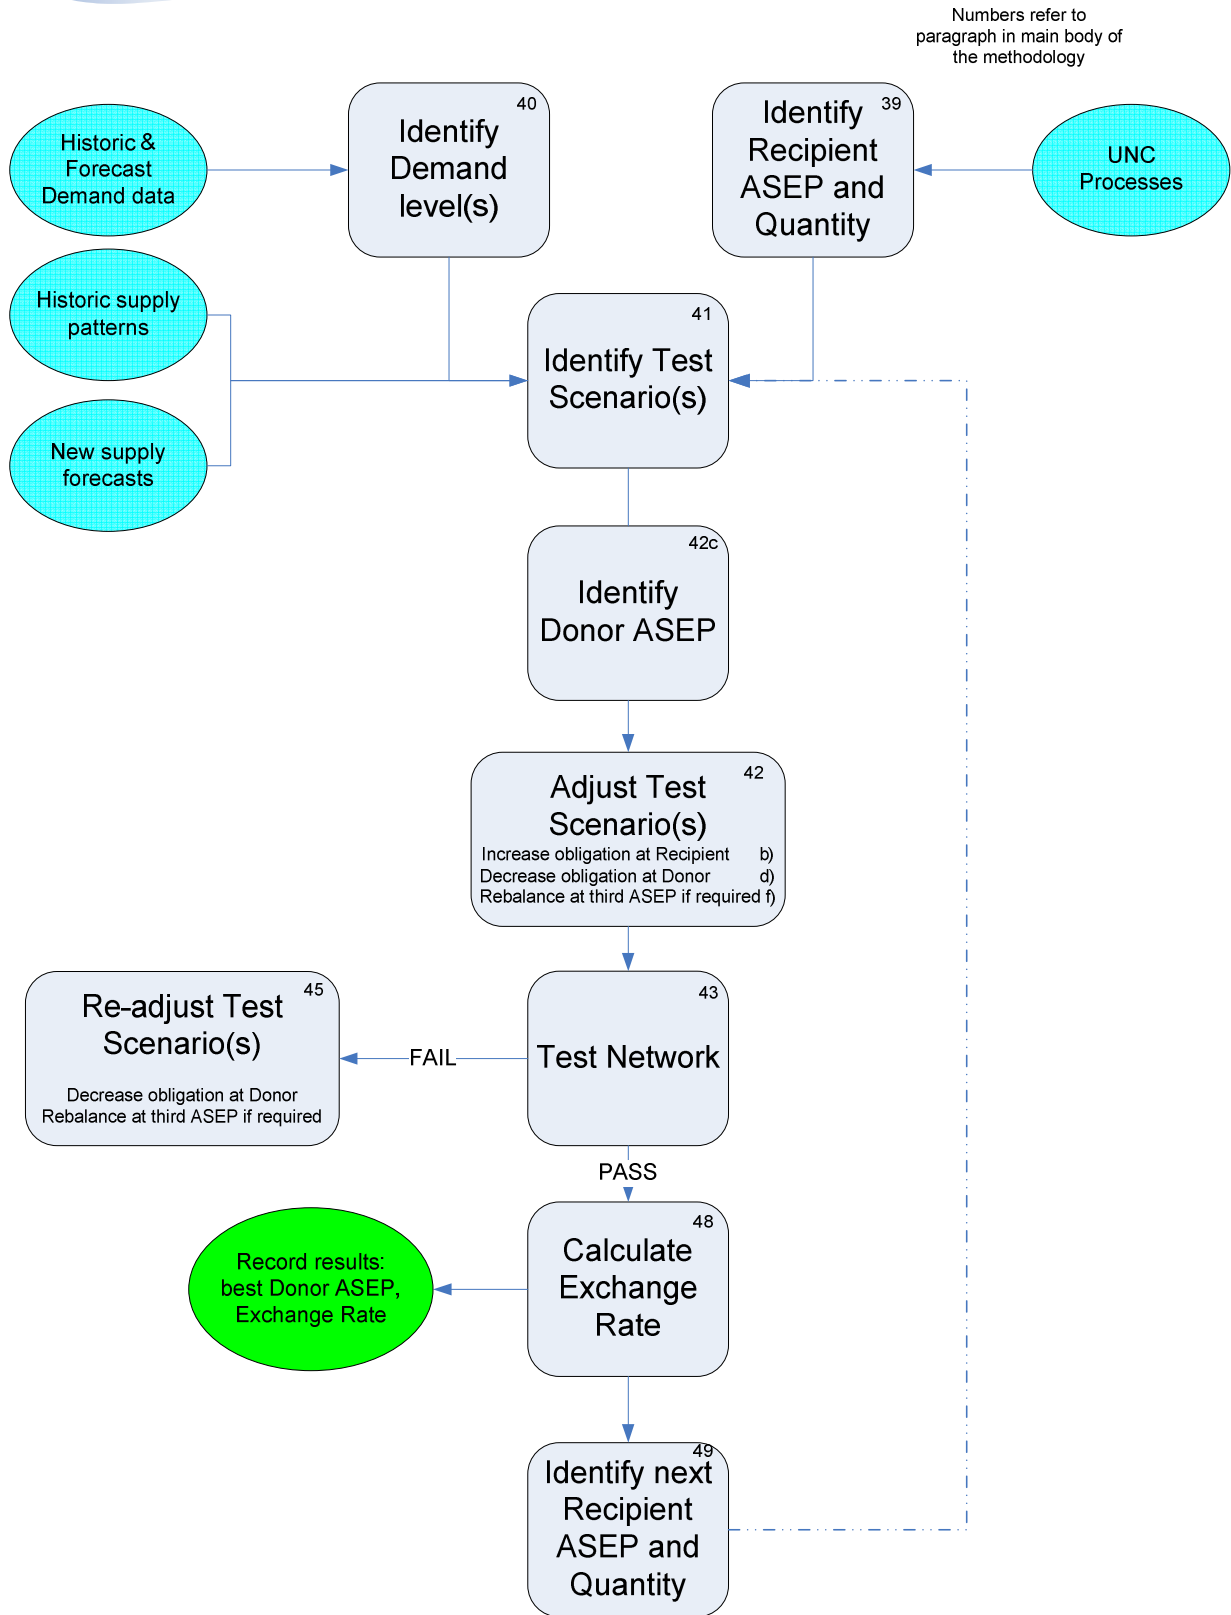 Numbers refer to
paragraph in main body of
the methodology
40
Identify
Demand
level(s)
39
Identify
Recipient
ASEP and
Quantity
Historic &
Forecast
Demand data
UNC
Processes
Historic supply
patterns
41
Identify Test
Scenario(s)
New supply
forecasts
42c
Identify
Donor ASEP
42
Adjust Test
Scenario(s)
Increase obligation at Recipient b)
Decrease obligation at Donor d)
Rebalance at third ASEP if required f)
45
Re-adjust Test
Scenario(s)
Decrease obligation at Donor
Rebalance at third ASEP if required
FAIL
43
Test Network
PASS
48
Calculate
Exchange
Rate
Record results:
best Donor ASEP,
Exchange Rate
49
Identify next
Recipient
ASEP and
Quantity